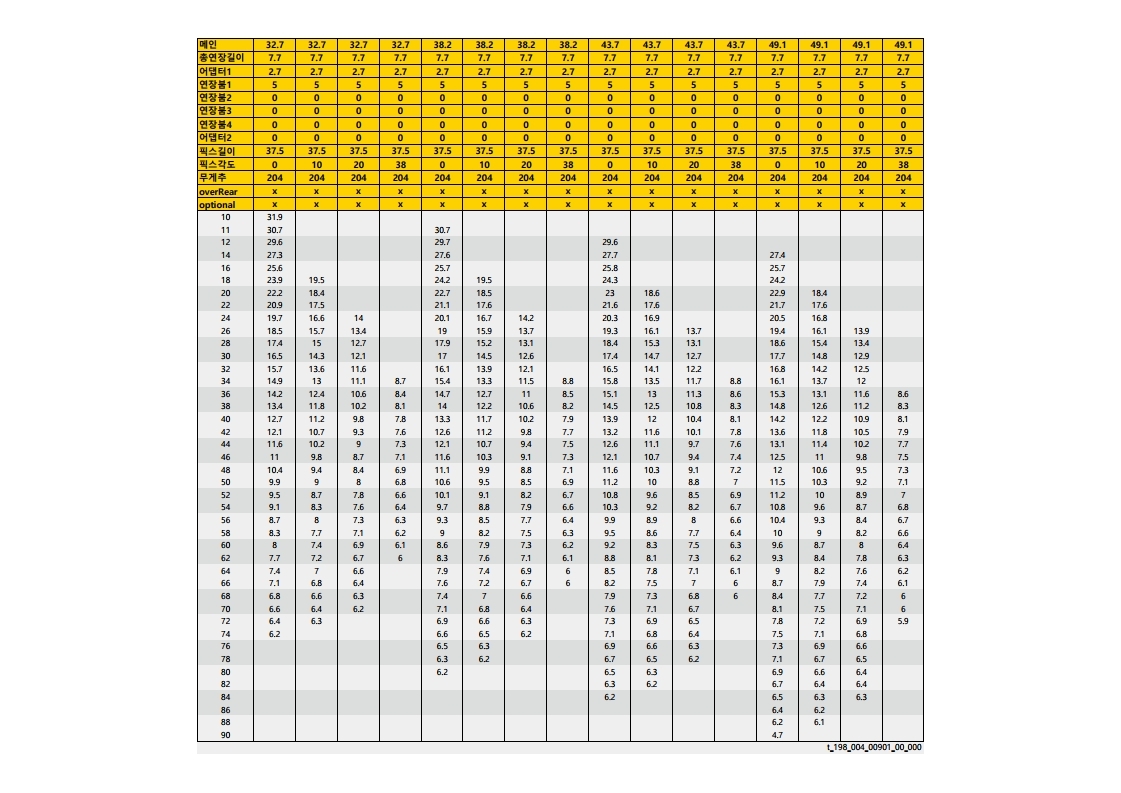 메인 32.7 32.7 32.7 32.7 38.2 38.2 38.2 38.2 43.7 43.7 43.7 43.7 49.1 49.1 49.1 49.1
총연장길이 7.7 7.7 7.7 7.7 7.7 7.7 7.7 7.7 7.7 7.7 7.7 7.7 7.7 7.7 7.7 7.7
어댑터1 2.7 2.7 2.7 2.7 2.7 2.7 2.7 2.7 2.7 2.7 2.7 2.7 2.7 2.7 2.7 2.7
연장붐1 5 5 5 5 5 5 5 5 5 5 5 5 5 5 5 5
연장붐2 0 0 0 0 0 0 0 0 0 0 0 0 0 0 0 0
연장붐3 0 0 0 0 0 0 0 0 0 0 0 0 0 0 0 0
연장붐4 0 0 0 0 0 0 0 0 0 0 0 0 0 0 0 0
어댑터2 0 0 0 0 0 0 0 0 0 0 0 0 0 0 0 0
픽스길이 37.5 37.5 37.5 37.5 37.5 37.5 37.5 37.5 37.5 37.5 37.5 37.5 37.5 37.5 37.5 37.5
픽스각도 0 10 20 38 0 10 20 38 0 10 20 38 0 10 20 38
무게추 204 204 204 204 204 204 204 204 204 204 204 204 204 204 204 204
overRear x x x x x x x x x x x x x x x x
optional x x x x x x x x x x x x x x x x
10 31.9
11 30.7 30.7
12 29.6 29.7 29.6
14 27.3 27.6 27.7 27.4
16 25.6 25.7 25.8 25.7
18 23.9 19.5 24.2 19.5 24.3 24.2
20 22.2 18.4 22.7 18.5 23 18.6 22.9 18.4
22 20.9 17.5 21.1 17.6 21.6 17.6 21.7 17.6
24 19.7 16.6 14 20.1 16.7 14.2 20.3 16.9 20.5 16.8
26 18.5 15.7 13.4 19 15.9 13.7 19.3 16.1 13.7 19.4 16.1 13.9
28 17.4 15 12.7 17.9 15.2 13.1 18.4 15.3 13.1 18.6 15.4 13.4
30 16.5 14.3 12.1 17 14.5 12.6 17.4 14.7 12.7 17.7 14.8 12.9
32 15.7 13.6 11.6 16.1 13.9 12.1 16.5 14.1 12.2 16.8 14.2 12.5
34 14.9 13 11.1 8.7 15.4 13.3 11.5 8.8 15.8 13.5 11.7 8.8 16.1 13.7 12
36 14.2 12.4 10.6 8.4 14.7 12.7 11 8.5 15.1 13 11.3 8.6 15.3 13.1 11.6 8.6
38 13.4 11.8 10.2 8.1 14 12.2 10.6 8.2 14.5 12.5 10.8 8.3 14.8 12.6 11.2 8.3
40 12.7 11.2 9.8 7.8 13.3 11.7 10.2 7.9 13.9 12 10.4 8.1 14.2 12.2 10.9 8.1
42 12.1 10.7 9.3 7.6 12.6 11.2 9.8 7.7 13.2 11.6 10.1 7.8 13.6 11.8 10.5 7.9
44 11.6 10.2 9 7.3 12.1 10.7 9.4 7.5 12.6 11.1 9.7 7.6 13.1 11.4 10.2 7.7
46 11 9.8 8.7 7.1 11.6 10.3 9.1 7.3 12.1 10.7 9.4 7.4 12.5 11 9.8 7.5
48 10.4 9.4 8.4 6.9 11.1 9.9 8.8 7.1 11.6 10.3 9.1 7.2 12 10.6 9.5 7.3
50 9.9 9 8 6.8 10.6 9.5 8.5 6.9 11.2 10 8.8 7 11.5 10.3 9.2 7.1
52 9.5 8.7 7.8 6.6 10.1 9.1 8.2 6.7 10.8 9.6 8.5 6.9 11.2 10 8.9 7
54 9.1 8.3 7.6 6.4 9.7 8.8 7.9 6.6 10.3 9.2 8.2 6.7 10.8 9.6 8.7 6.8
56 8.7 8 7.3 6.3 9.3 8.5 7.7 6.4 9.9 8.9 8 6.6 10.4 9.3 8.4 6.7
58 8.3 7.7 7.1 6.2 9 8.2 7.5 6.3 9.5 8.6 7.7 6.4 10 9 8.2 6.6
60 8 7.4 6.9 6.1 8.6 7.9 7.3 6.2 9.2 8.3 7.5 6.3 9.6 8.7 8 6.4
62 7.7 7.2 6.7 6 8.3 7.6 7.1 6.1 8.8 8.1 7.3 6.2 9.3 8.4 7.8 6.3
64 7.4 7 6.6 7.9 7.4 6.9 6 8.5 7.8 7.1 6.1 9 8.2 7.6 6.2
66 7.1 6.8 6.4 7.6 7.2 6.7 6 8.2 7.5 7 6 8.7 7.9 7.4 6.1
68 6.8 6.6 6.3 7.4 7 6.6 7.9 7.3 6.8 6 8.4 7.7 7.2 6
70 6.6 6.4 6.2 7.1 6.8 6.4 7.6 7.1 6.7 8.1 7.5 7.1 6
72 6.4 6.3 6.9 6.6 6.3 7.3 6.9 6.5 7.8 7.2 6.9 5.9
74 6.2 6.6 6.5 6.2 7.1 6.8 6.4 7.5 7.1 6.8
76 6.5 6.3 6.9 6.6 6.3 7.3 6.9 6.6
78 6.3 6.2 6.7 6.5 6.2 7.1 6.7 6.5
80 6.2 6.5 6.3 6.9 6.6 6.4
82 6.3 6.2 6.7 6.4 6.4
84 6.2 6.5 6.3 6.3
86 6.4 6.2
88 6.2 6.1
90 4.7
t_198_004_00901_00_000